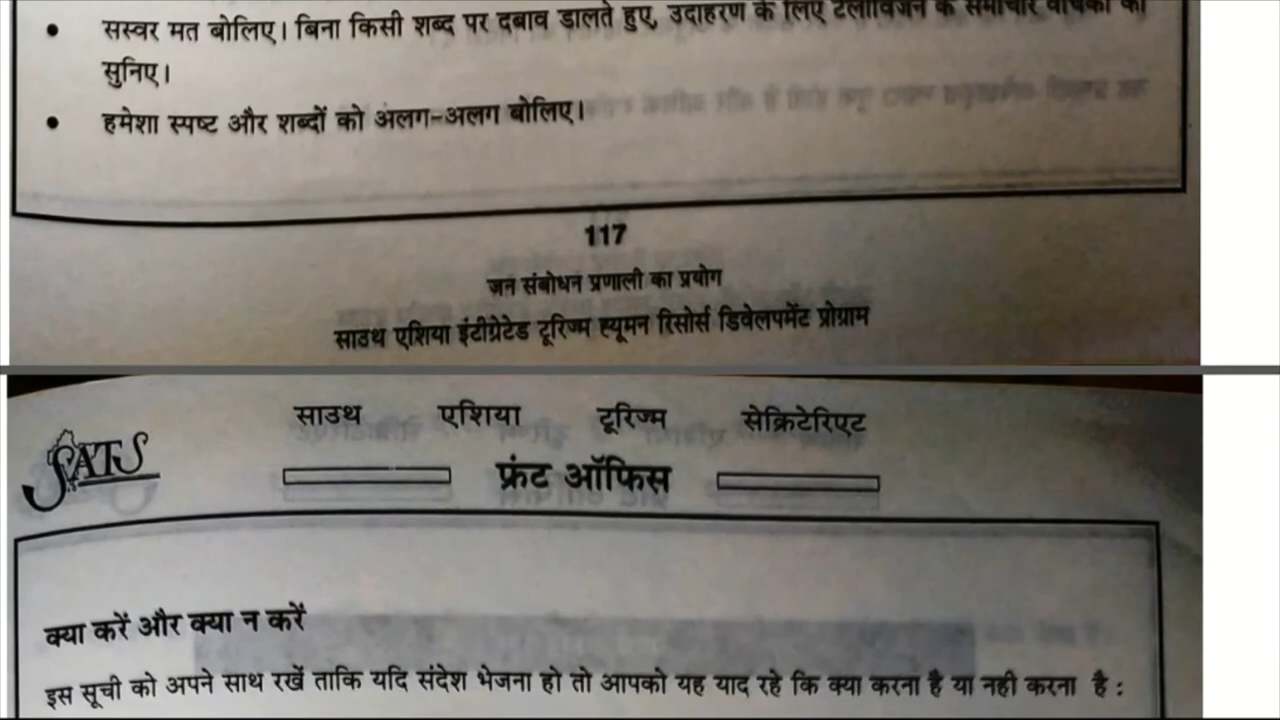 सस्वर मत बोलिए। बिना किसी शब्द पर दबाव डालते हुए, उदाहरण के लिए टेलीविजन के समाचार वाचकों को
सुनिए।
हमेशा स्पष्ट और शब्दों को अलग-अलग बोलिए।
117
जन संबोधन प्रणाली का प्रयोग
साउथ एशिया इंटीग्रेटेड टूरिज्म ह्यूमन रिसोर्स डिवेलपमेंट प्रोग्राम
साउथ एशिया टूरिज्म सेक्रिटेरिएट
SATS
फ्रंट ऑफिस
क्या करें और क्या न करें
इस सूची को अपने साथ रखें ताकि यदि संदेश भेजना हो तो आपको यह याद रहे कि क्या करना है या नही करना है :